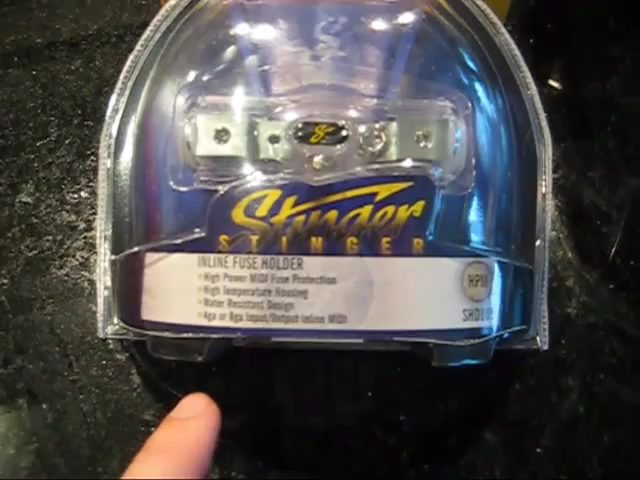 Stinger
STINGER
INLINE FUSE HOLDER
High Power MIDI Fuse Protection
High Temperature Housing
Water Resistant Design
4ga or 8ga Input/Output inline MIDI
HPM